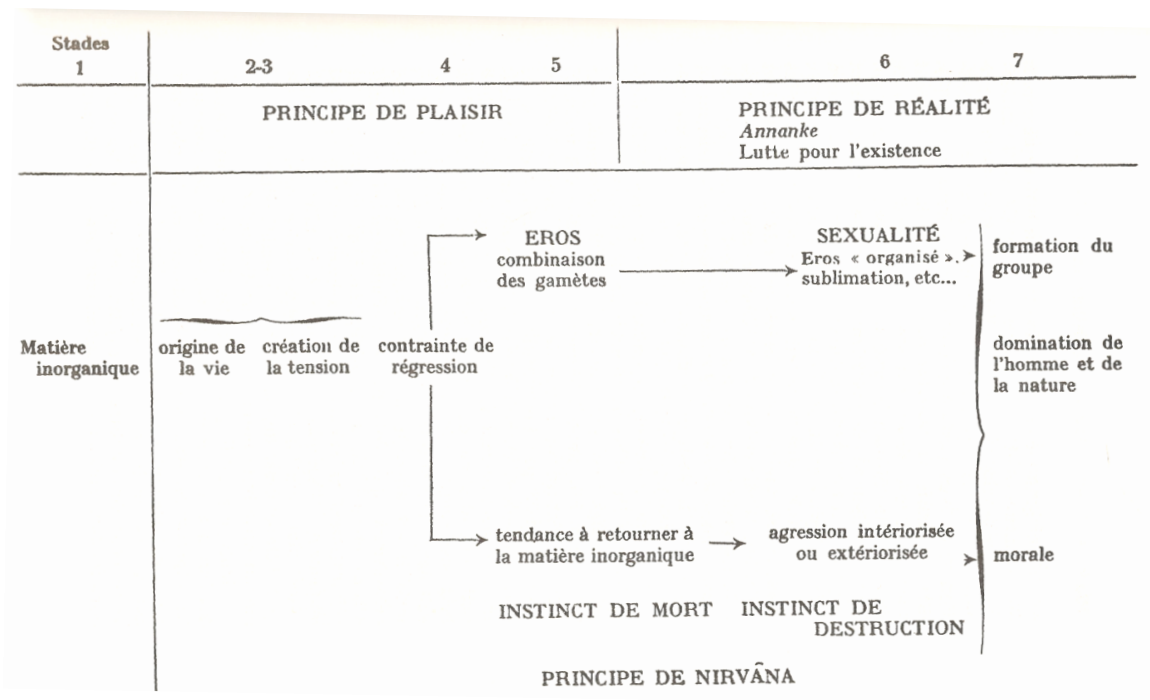 Stades
1 2-3 4 5 6 7
PRINCIPE DE PLAISIR
PRINCIPE DE RÉALITÉ
Annanke
Lutte pour l'existence
EROS
combinaison
des gamètes
SEXUALITÉ
Eros « organisé ».
sublimation, etc...
formation du
groupe
Matière
inorganique
origine de
la vie
création de
la tension
contrainte de
régression
domination de
l'homme et de
la nature
tendance à retourner à
la matière inorganique
agression intériorisée
ou extériorisée
morale
INSTINCT DE MORT
INSTINCT DE
DESTRUCTION
PRINCIPE DE NIRVÂNA